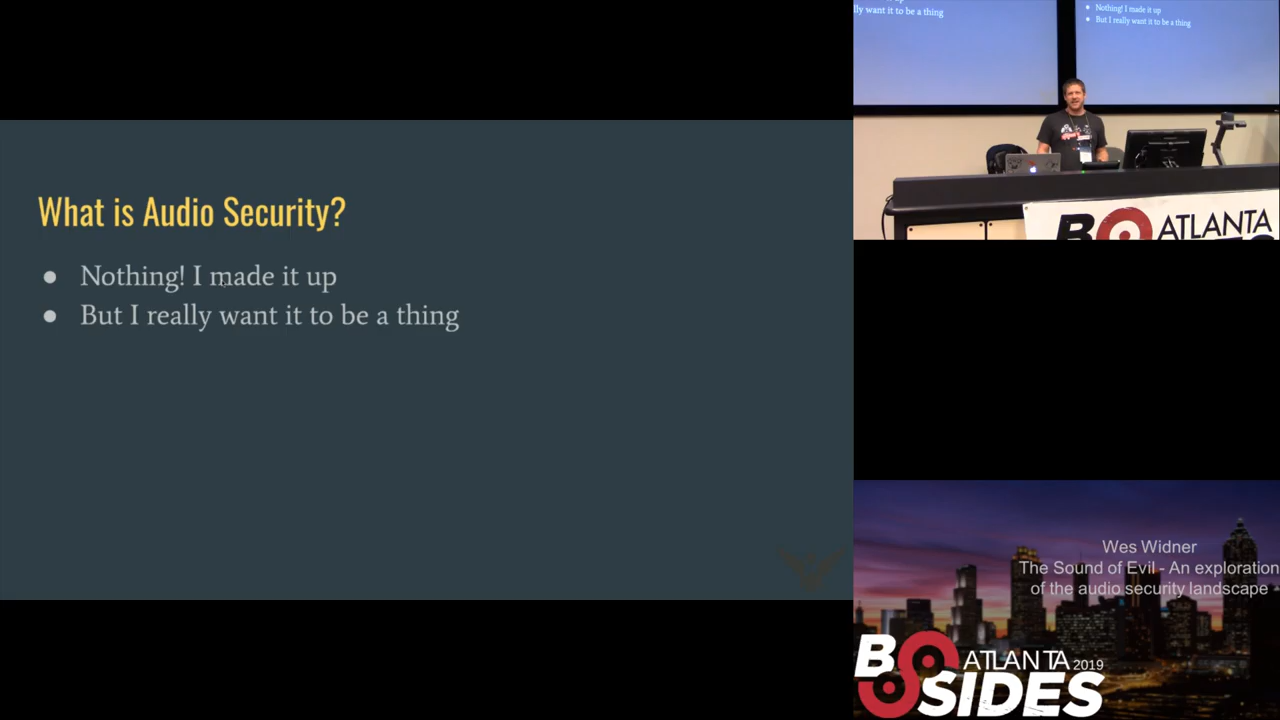 What is Audio Security?
● Nothing! I made it up
● But I really want it to be a thing
lly want it to be a thing
● Nothing! I made it up
● But I really want it to be a thing
BSIDES ATLANTA
Wes Widner
The Sound of Evil - An exploration
of the audio security landscape
B ATLANTA 2019
SIDES